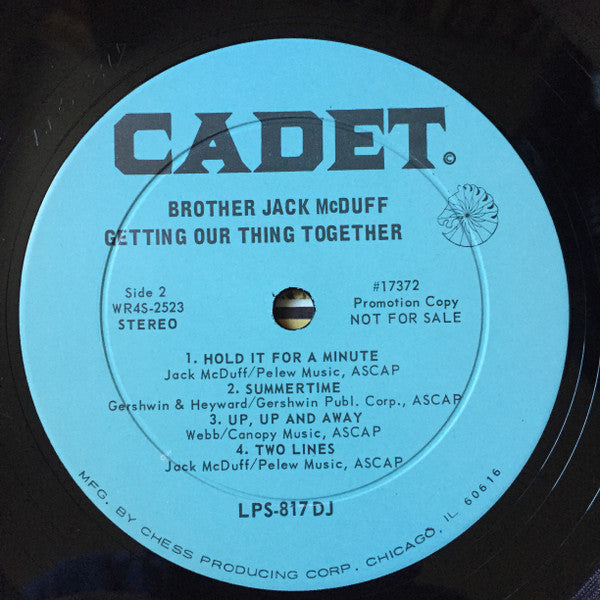 CADET ©
BROTHER JACK McDUFF
GETTING OUR THING TOGETHER
Side 2
WR4S-2523
STEREO
#17372
Promotion Copy
NOT FOR SALE
1. HOLD IT FOR A MINUTE
Jack McDuff/Pelew Music, ASCAP
2. SUMMERTIME
Gershwin & Heyward/Gershwin Publ. Corp., ASCAP
3. UP, UP AND AWAY
Webb/Canopy Music, ASCAP
4. TWO LINES
Jack McDuff/Pelew Music, ASCAP
LPS-817 DJ
MFG. BY CHESS PRODUCING CORP. CHICAGO, IL 60616